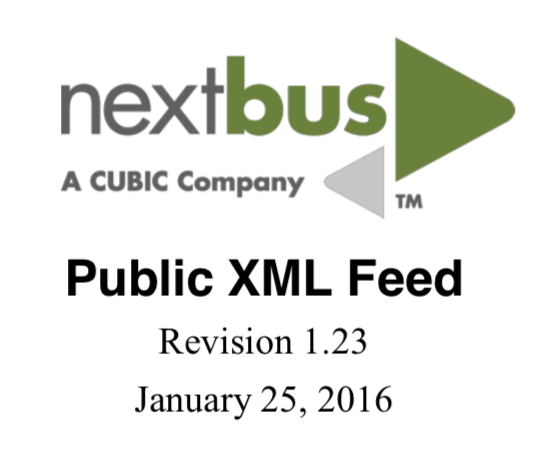 nextbus
A CUBIC Company
TM
Public XML Feed
Revision 1.23
January 25, 2016